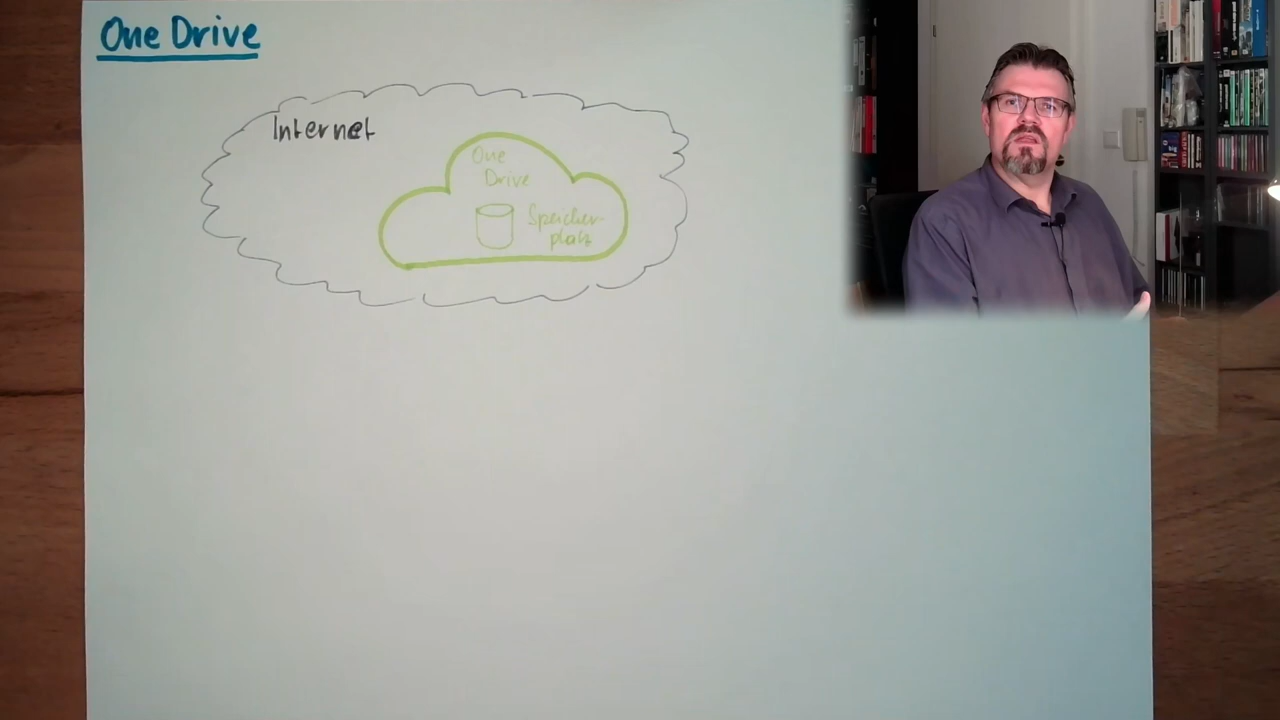 One Drive
Internet
One
Drive
Speicher-
platz